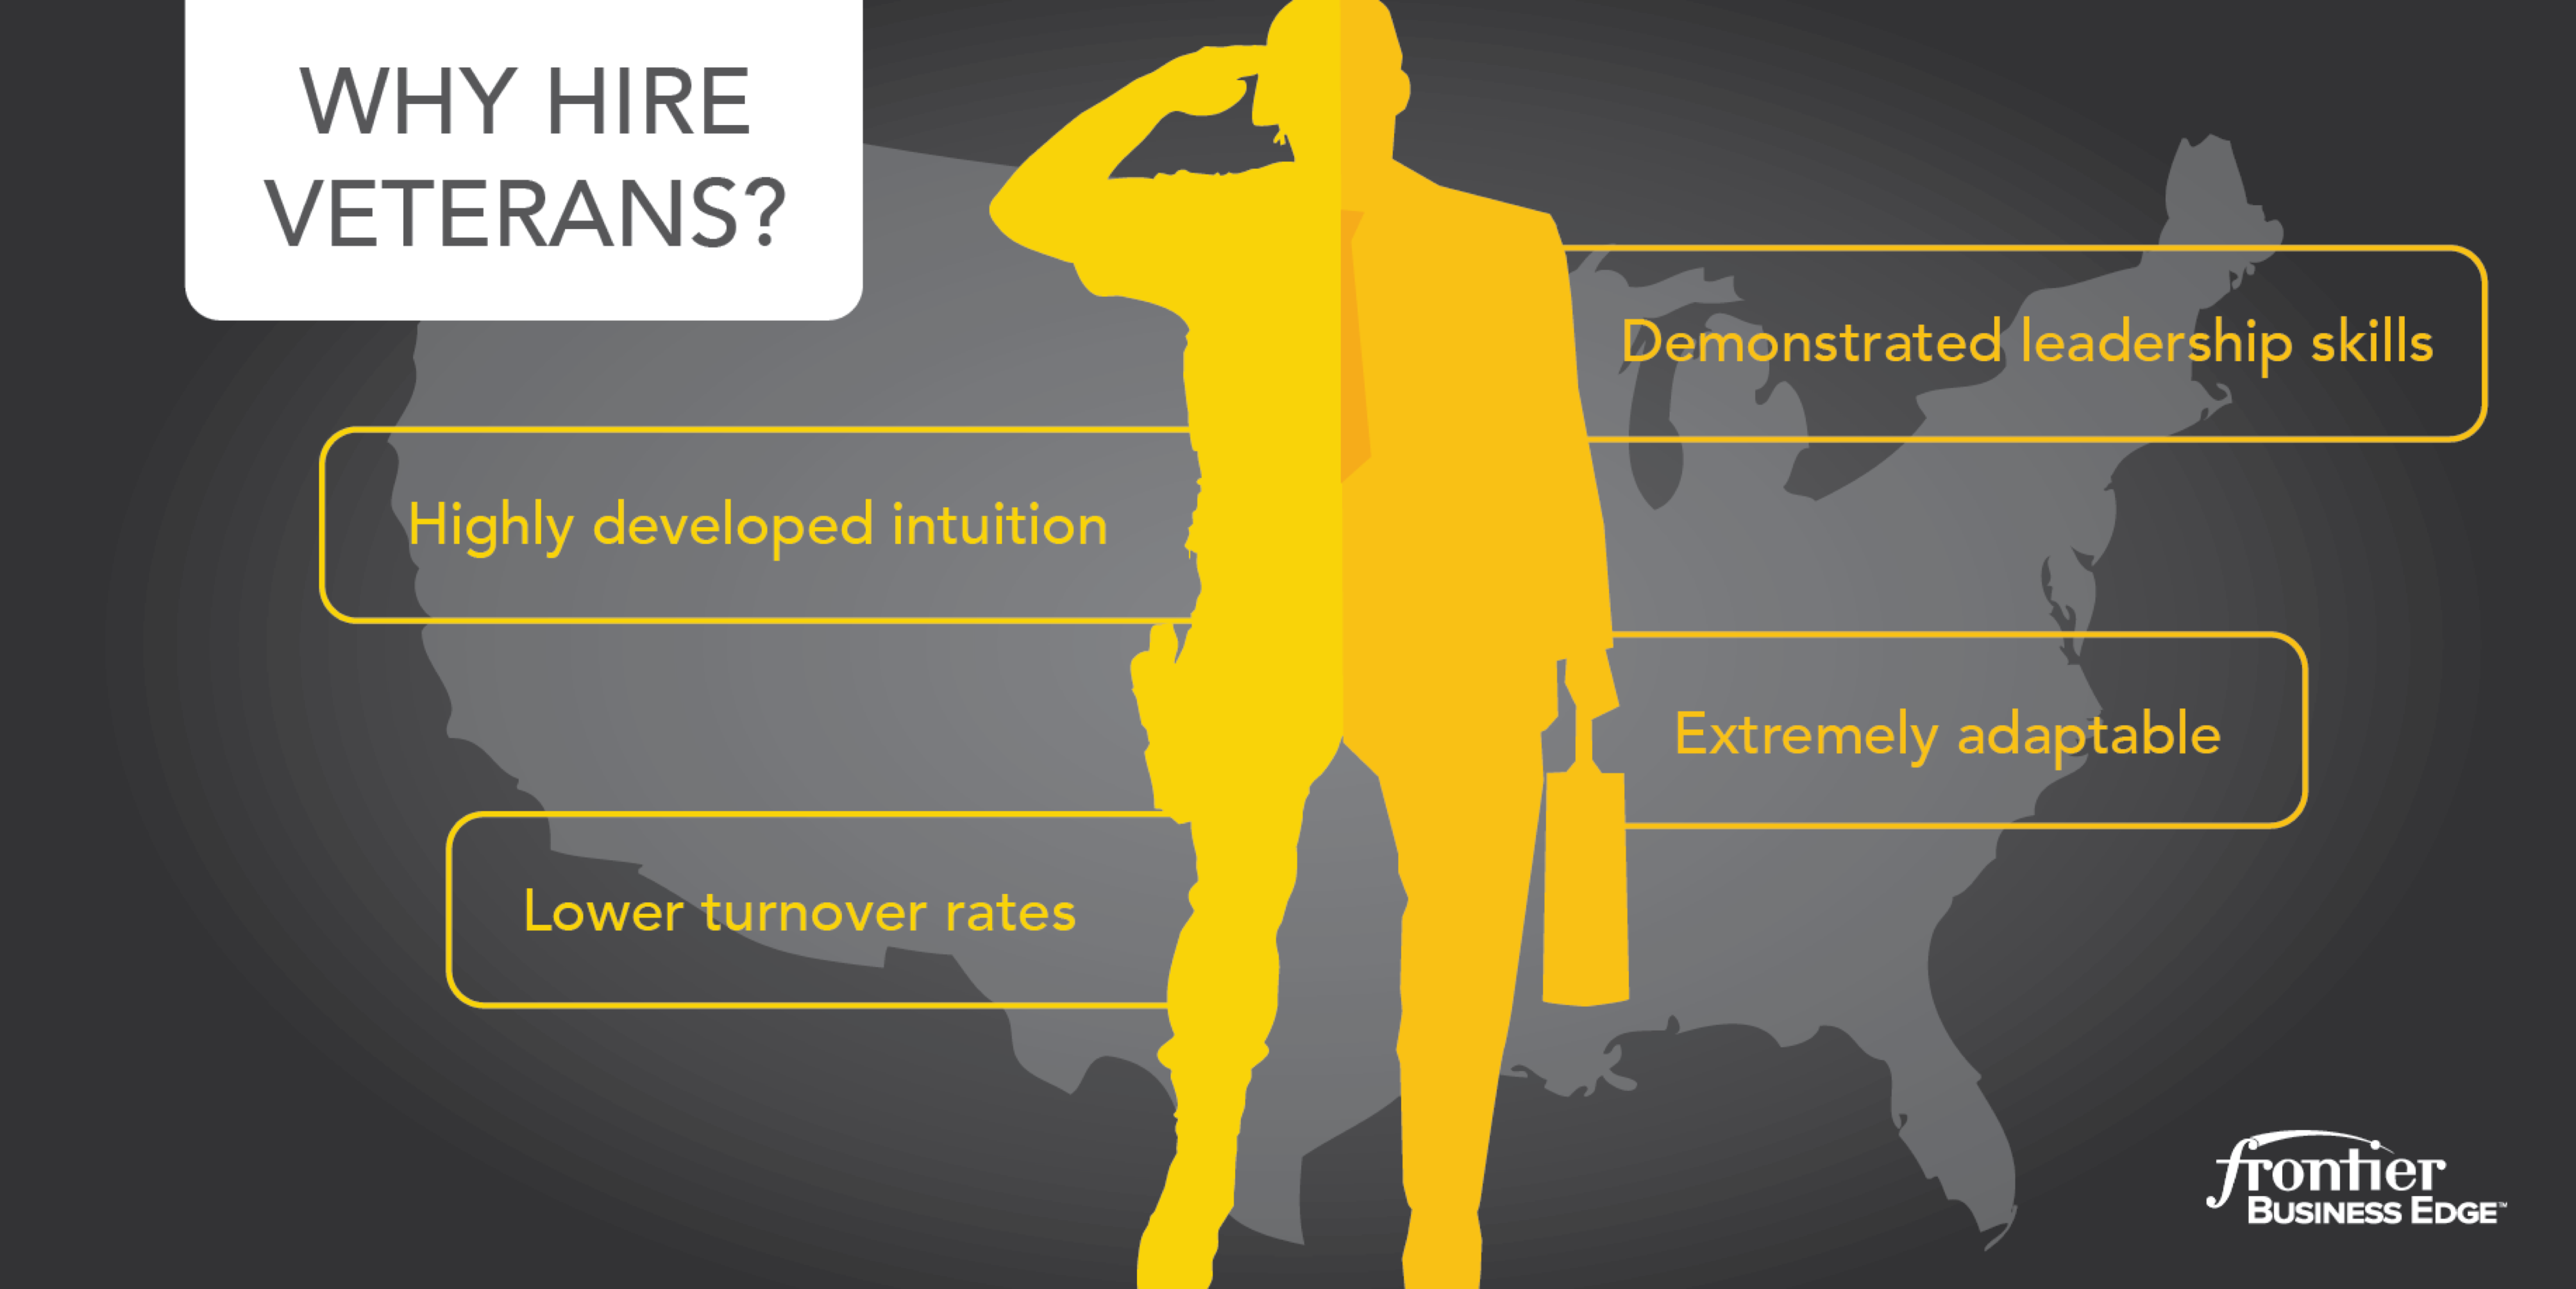 WHY HIRE
VETERANS?
Demonstrated leadership skills
Highly developed intuition
Extremely adaptable
Lower turnover rates
frontier
BUSINESS EDGE™